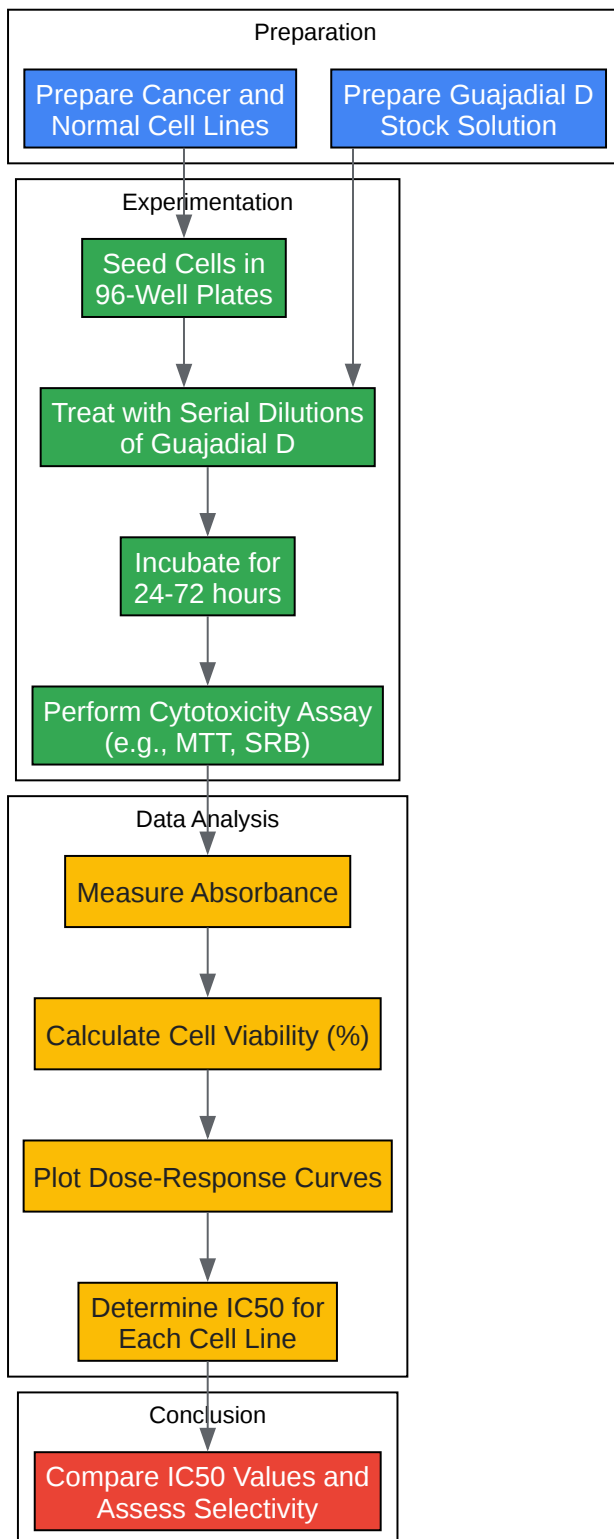 Preparation
Prepare Cancer and
Normal Cell Lines
Prepare Guajadial D
Stock Solution
Experimentation
Seed Cells in
96-Well Plates
Treat with Serial Dilutions
of Guajadial D
Incubate for
24-72 hours
Perform Cytotoxicity Assay
(e.g., MTT, SRB)
Data Analysis
Measure Absorbance
Calculate Cell Viability (%)
Plot Dose-Response Curves
Determine IC50 for
Each Cell Line
Conclusion
Compare IC50 Values and
Assess Selectivity